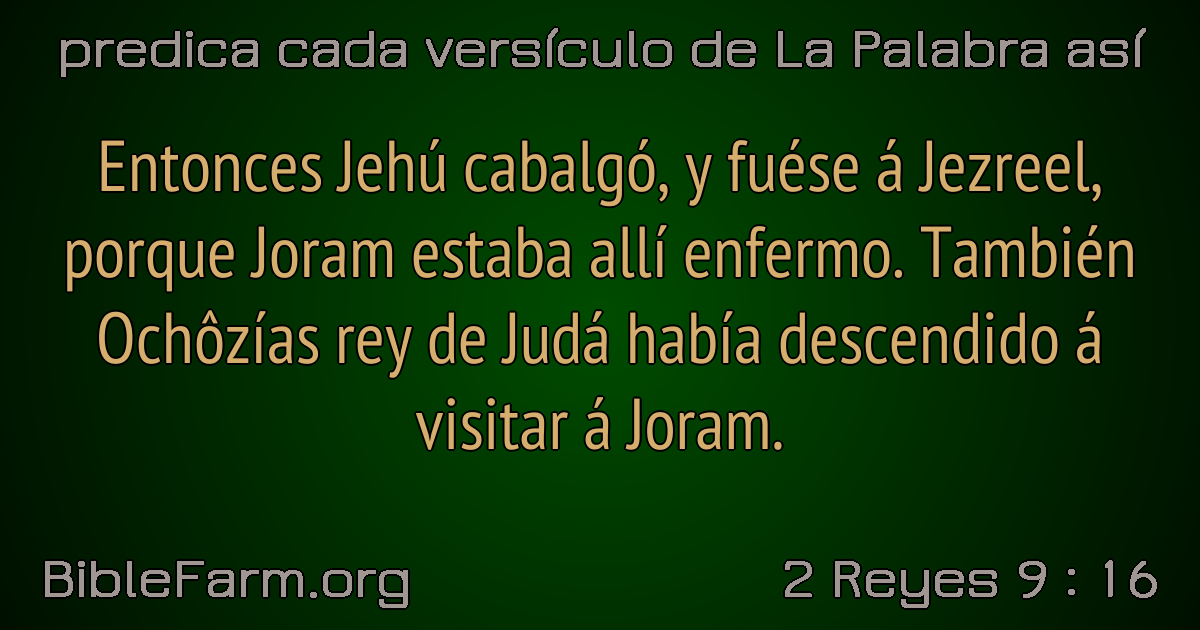 predica cada versículo de La Palabra así
Entonces Jehú cabalgó, y fuése á Jezreel,
porque Joram estaba allí enfermo. También
Ochôzías rey de Judá había descendido á
visitar á Joram.
BibleFarm.org
2 Reyes 9 : 16